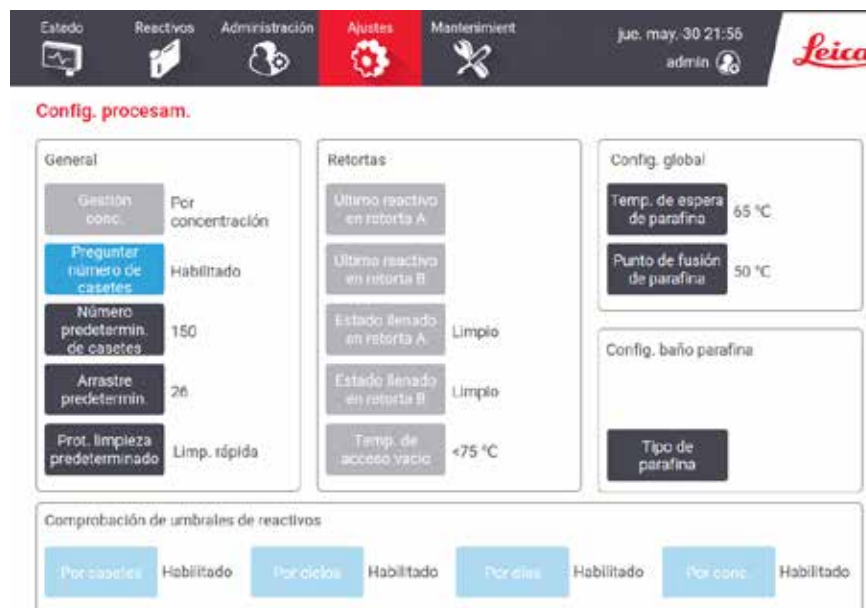 Estado Reactivos Administración Ajustes Mantenimient jue. may.-30 21:56
admin
Leica
Config. procesam.
General
Gestión
conc.
Por
concentración
Preguntar
número de
casetes
Habilitado
Número
predetermin.
de casetes
150
Arrastre
predetermin.
26
Prot. limpieza
predeterminado
Limp. rápida
Retortas
Último reactivo
en retorta A
Último reactivo
en retorta B
Estado llenado
en retorta A
Limpio
Estado llenado
en retorta B
Limpio
Temp. de
acceso vacío
<75 °C
Config. global
Temp. de espera
de parafina
65 °C
Punto de fusión
de parafina
50 °C
Config. baño parafina
Tipo de
parafina
Comprobación de umbrales de reactivos
Por casetes Habilitado Por ciclos Habilitado Por días Habilitado Por conc. Habilitado